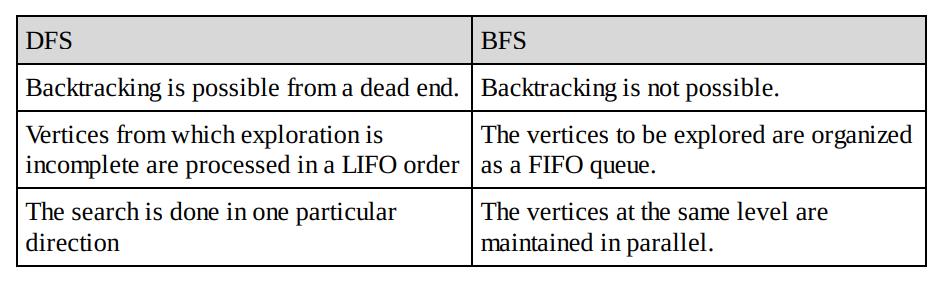 DFS
BFS
Backtracking is possible from a dead end.
Backtracking is not possible.
Vertices from which exploration is
incomplete are processed in a LIFO order
The vertices to be explored are organized
as a FIFO queue.
The search is done in one particular
direction
The vertices at the same level are
maintained in parallel.